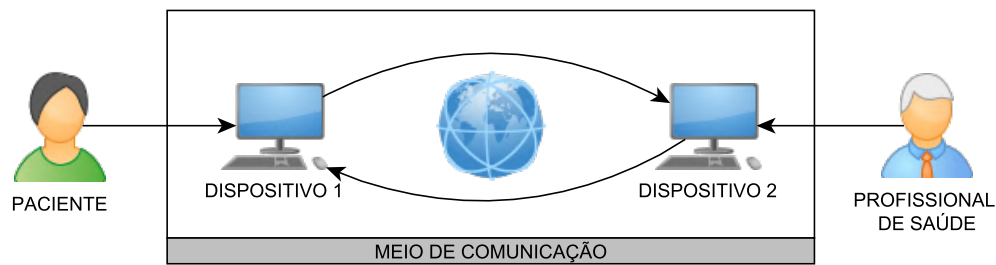 PACIENTE
DISPOSITIVO 1
DISPOSITIVO 2
PROFISSIONAL
DE SAÚDE
MEIO DE COMUNICAÇÃO